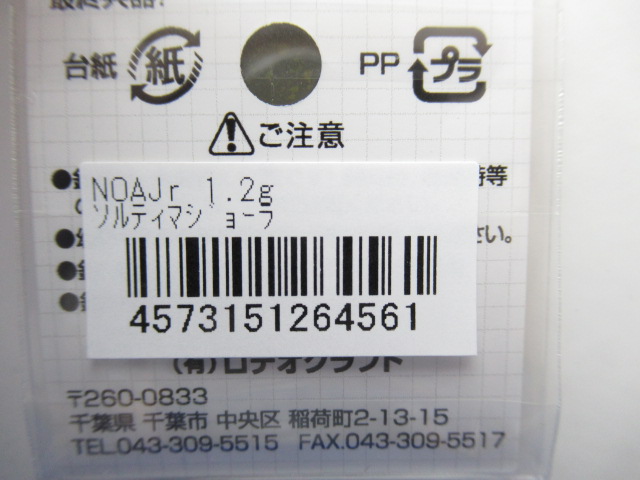 台紙 紙 PP プラ
ご注意
NOAJr 1.2g
ソルティマジョーラ
4573151264561
(有)ロデオクラフト
〒260-0833
千葉県 千葉市 中央区 稲荷町2-13-15
TEL.043-309-5515 FAX.043-309-5517